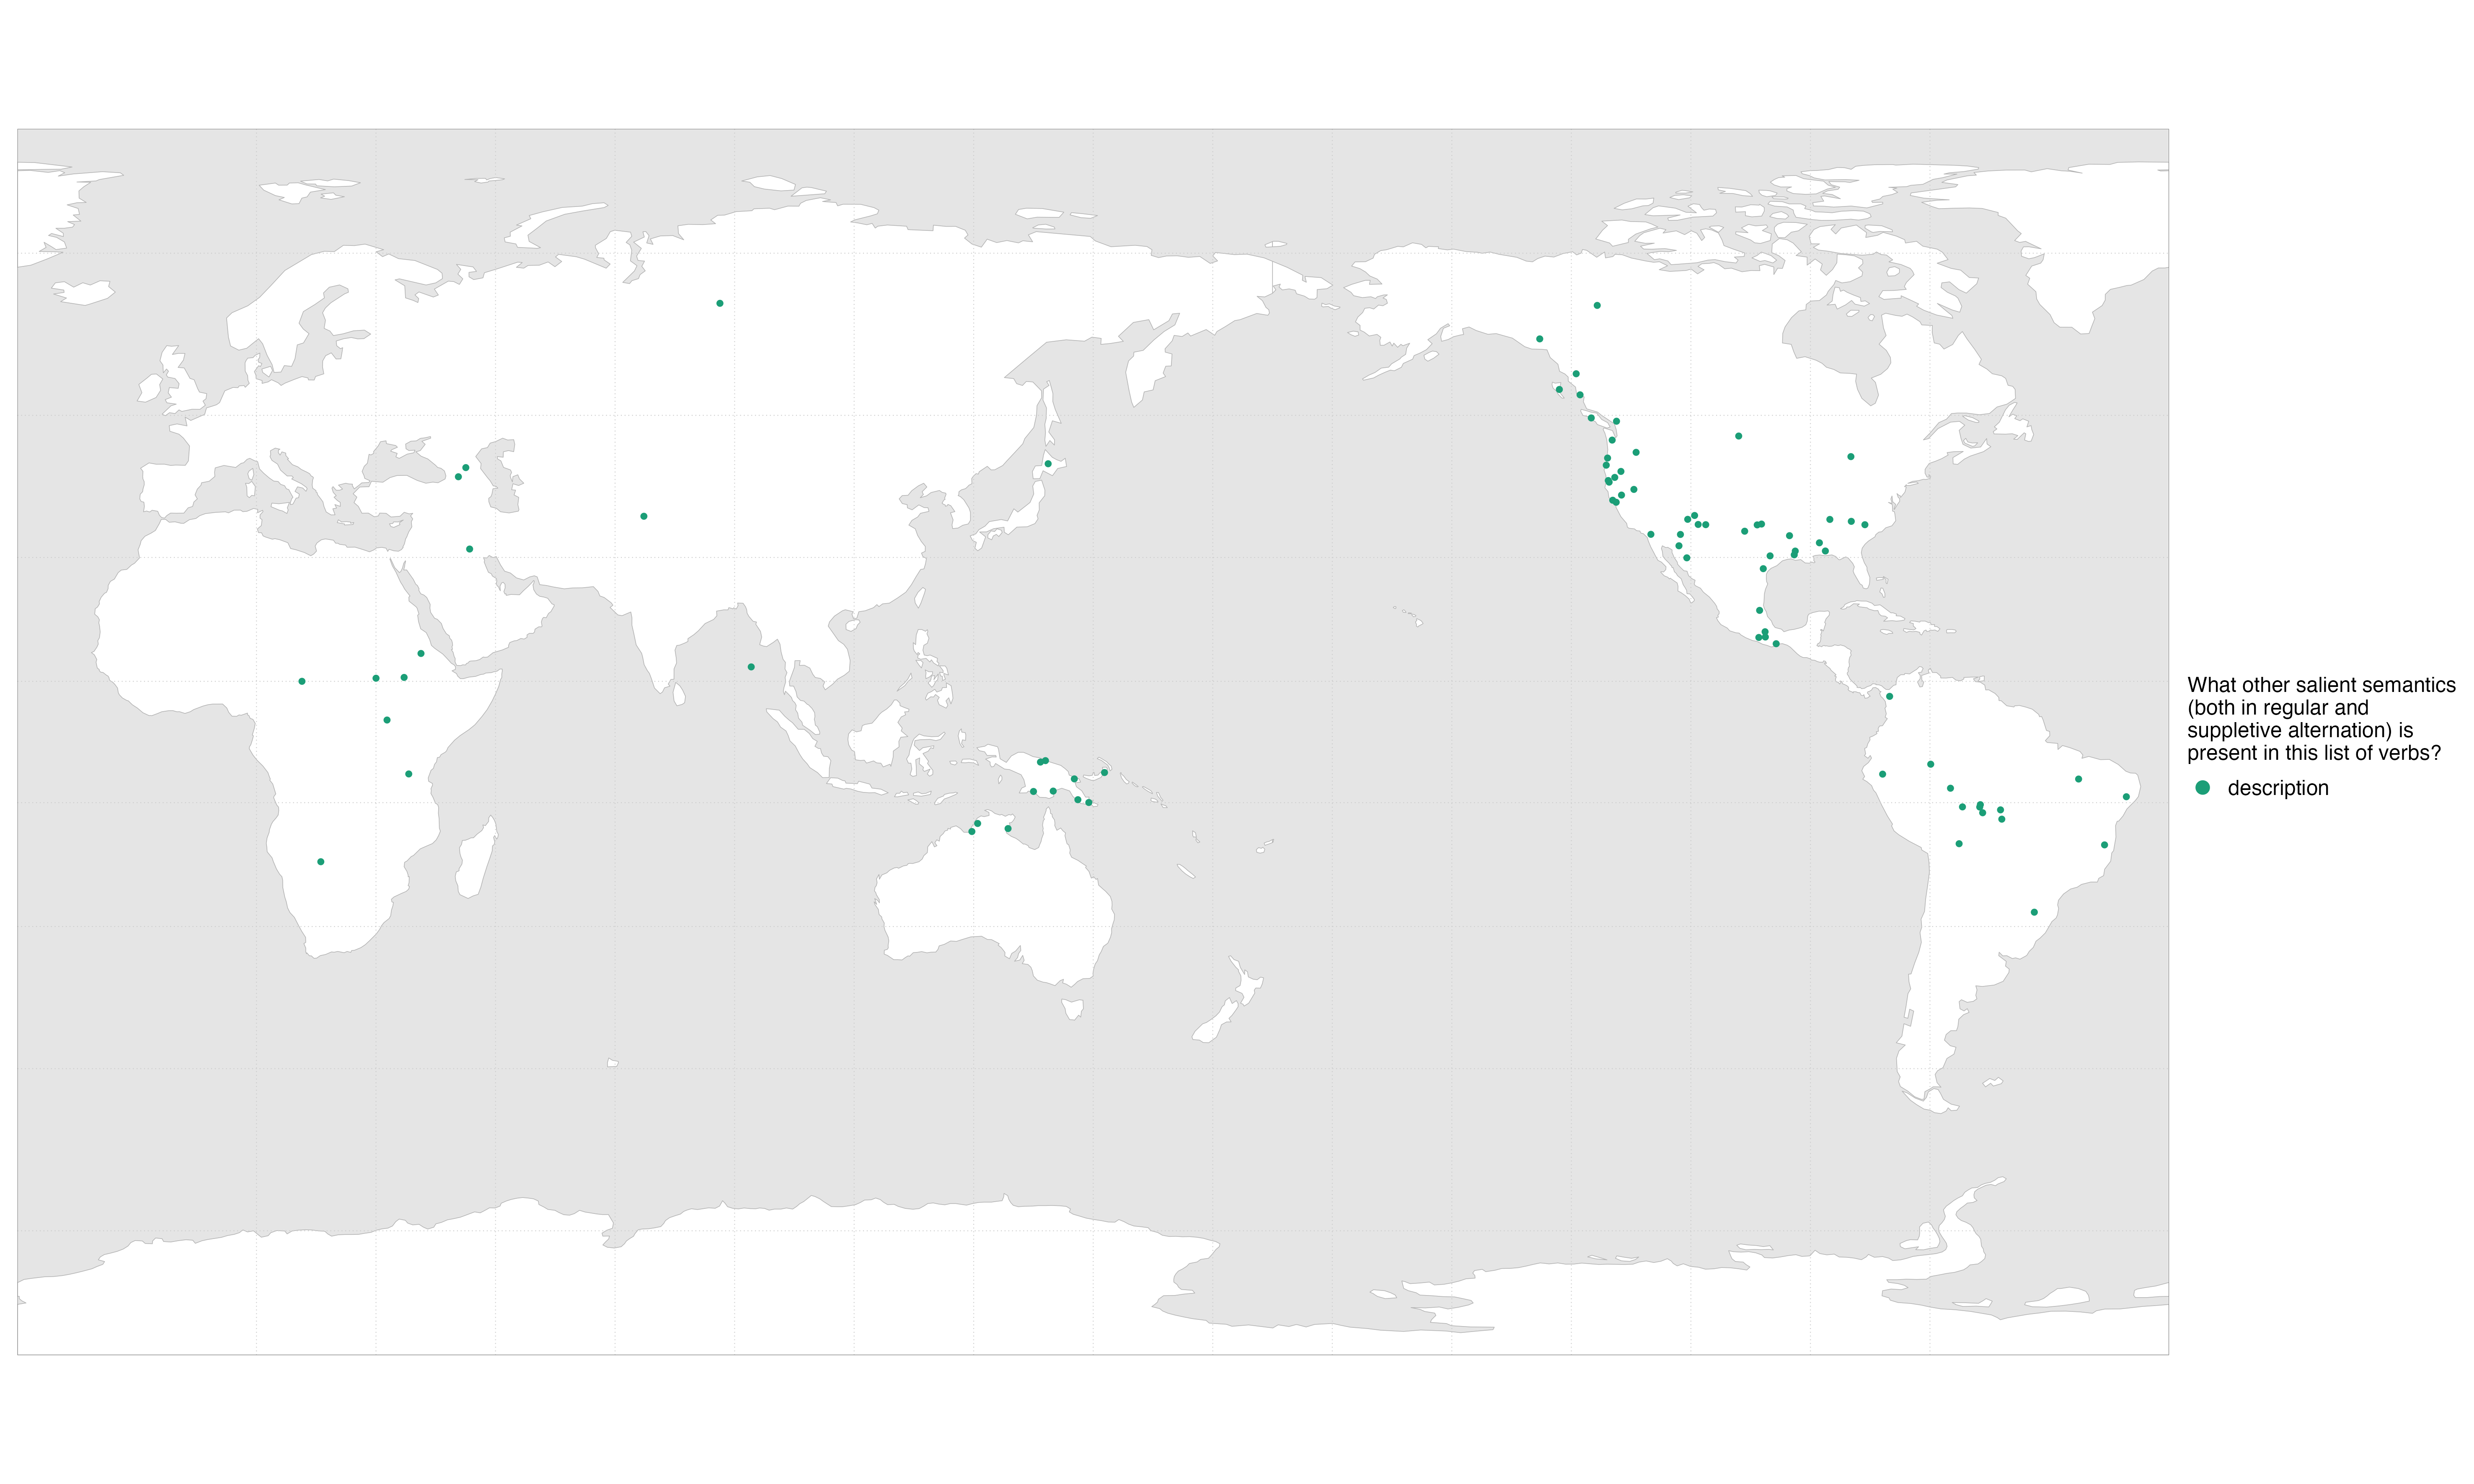 What other salient semantics
(both in regular and
suppletive alternation) is
present in this list of verbs?
description